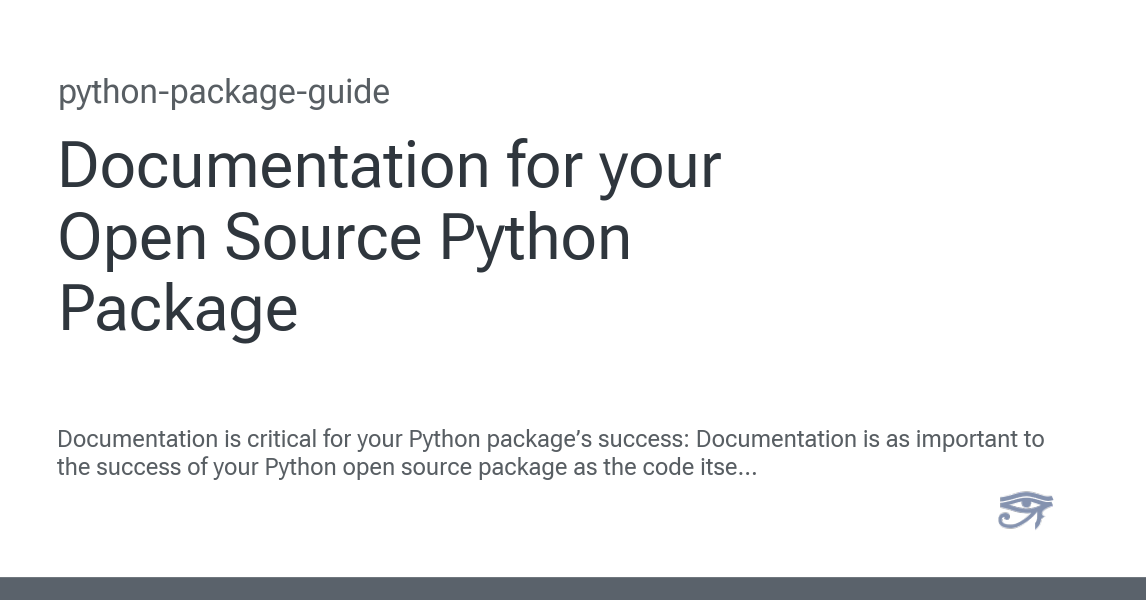 python-package-guide
Documentation for your
Open Source Python
Package
Documentation is critical for your Python package’s success: Documentation is as important to
the success of your Python open source package as the code itse...